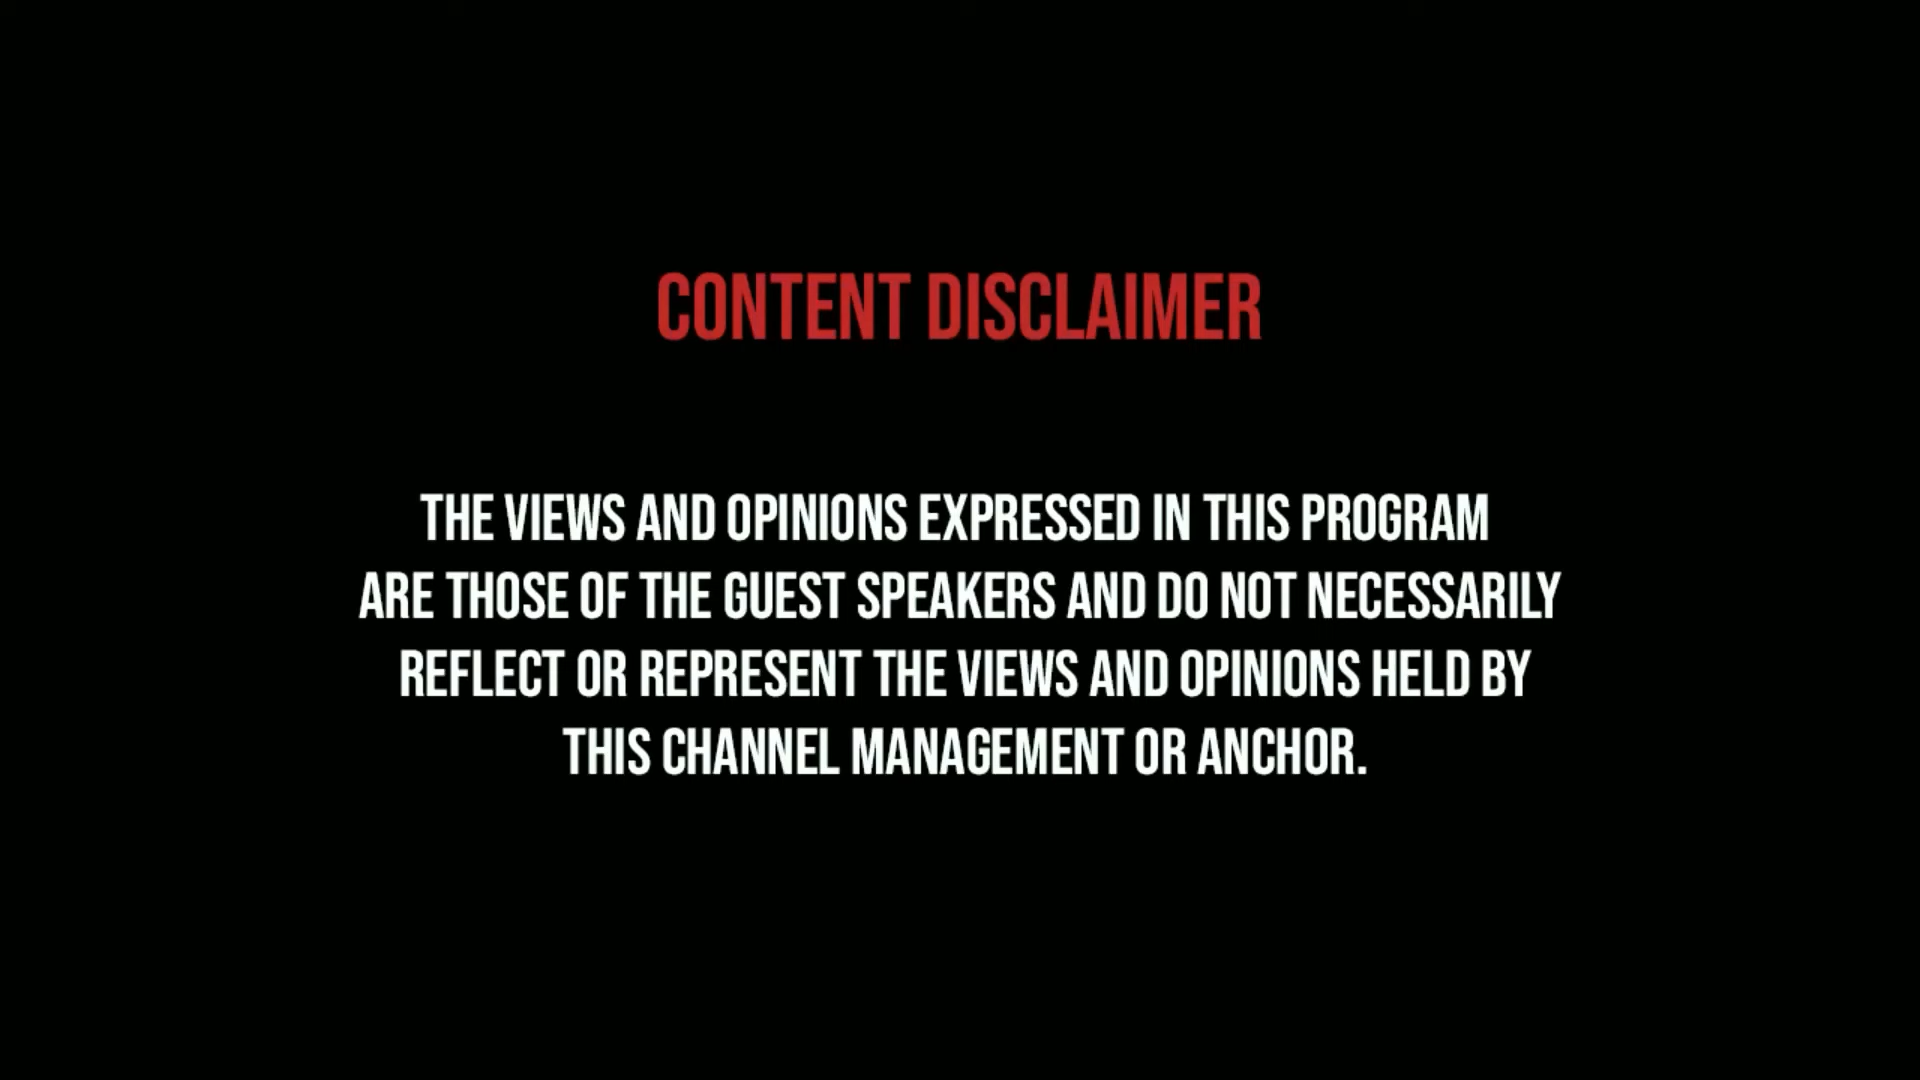 CONTENT DISCLAIMER
THE VIEWS AND OPINIONS EXPRESSED IN THIS PROGRAM
ARE THOSE OF THE GUEST SPEAKERS AND DO NOT NECESSARILY
REFLECT OR REPRESENT THE VIEWS AND OPINIONS HELD BY
THIS CHANNEL MANAGEMENT OR ANCHOR.